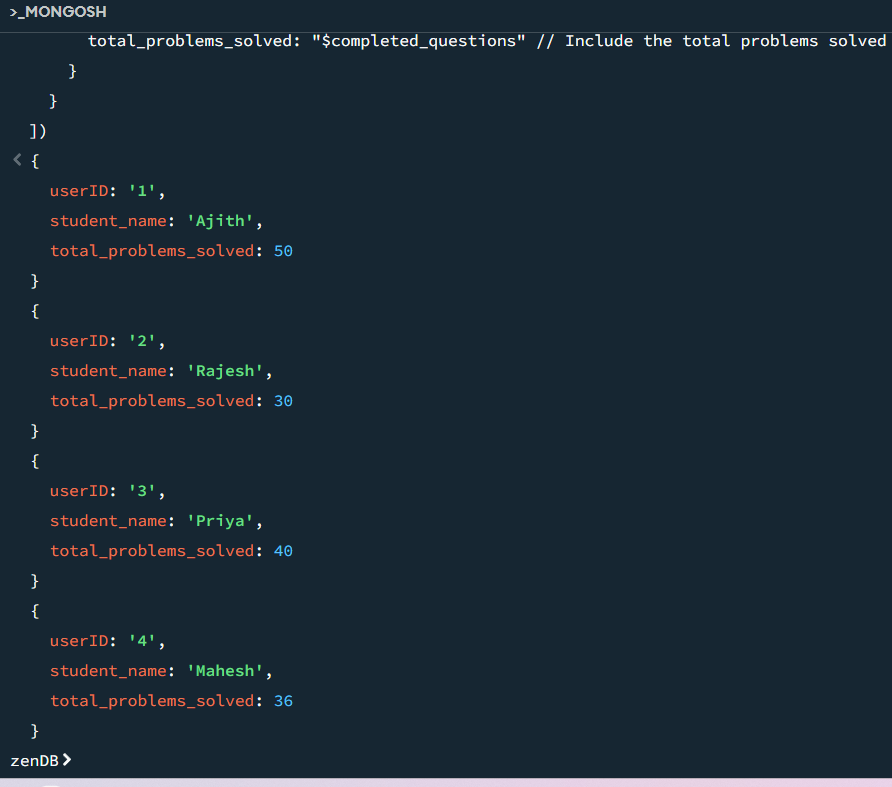 >_MONGOSH
total_problems_solved: "$completed_questions" // Include the total problems solved
}
}
])
< {
userID: '1',
student_name: 'Ajith',
total_problems_solved: 50
}
{
userID: '2',
student_name: 'Rajesh',
total_problems_solved: 30
}
{
userID: '3',
student_name: 'Priya',
total_problems_solved: 40
}
{
userID: '4',
student_name: 'Mahesh',
total_problems_solved: 36
}
zenDB>